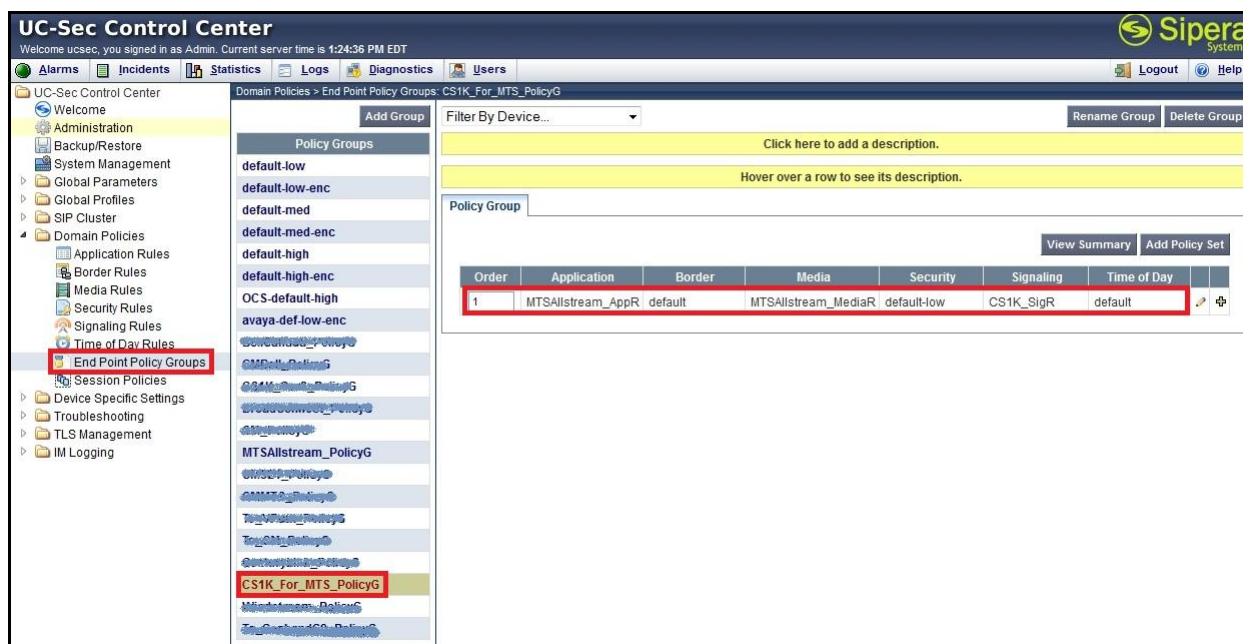 UC-Sec Control Center
Welcome ucsec, you signed in as Admin. Current server time is 1:24:36 PM EDT
Sipera
System
Alarms Incidents Statistics Logs Diagnostics Users Logout Help
UC-Sec Control Center
Welcome
Administration
Backup/Restore
System Management
Global Parameters
Global Profiles
SIP Cluster
Domain Policies
Application Rules
Border Rules
Media Rules
Security Rules
Signaling Rules
Time of Day Rules
End Point Policy Groups
Session Policies
Device Specific Settings
Troubleshooting
TLS Management
IM Logging
Domain Policies > End Point Policy Groups: CS1K_For_MTS_PolicyG
Add Group
Policy Groups
default-low
default-low-enc
default-med
default-med-enc
default-high
default-high-enc
OCS-default-high
avaya-def-low-enc
MTSAllstream_PolicyG
CS1K_For_MTS_PolicyG
Filter By Device...
Rename Group Delete Group
Click here to add a description.
Hover over a row to see its description.
Policy Group
View Summary Add Policy Set
Order Application Border Media Security Signaling Time of Day
1 MTSAllstream_AppR default MTSAllstream_MediaR default-low CS1K_SigR default